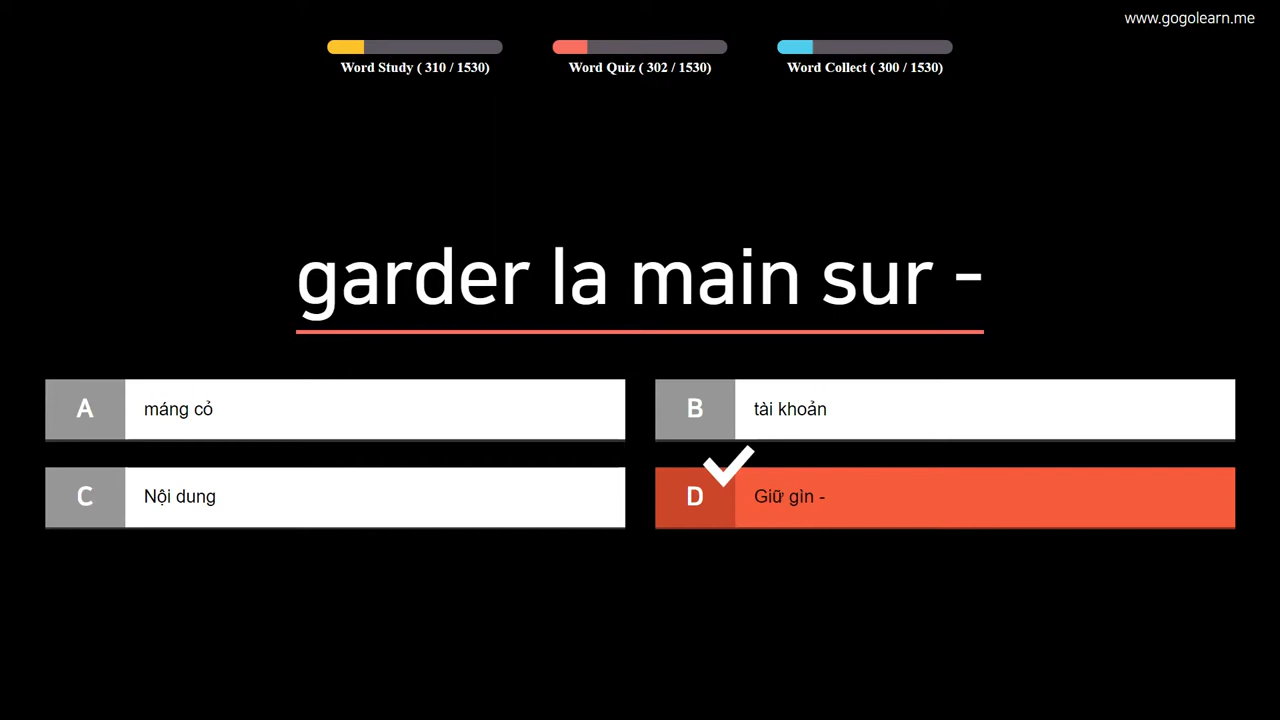 www.gogolearn.me
Word Study ( 310 / 1530)
Word Quiz ( 302 / 1530)
Word Collect ( 300 / 1530)
garder la main sur -
A máng cỏ
B tài khoản
C Nội dung
D Giữ gìn -